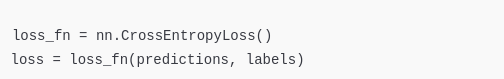 loss_fn = nn.CrossEntropyLoss()
loss = loss_fn(predictions, labels)